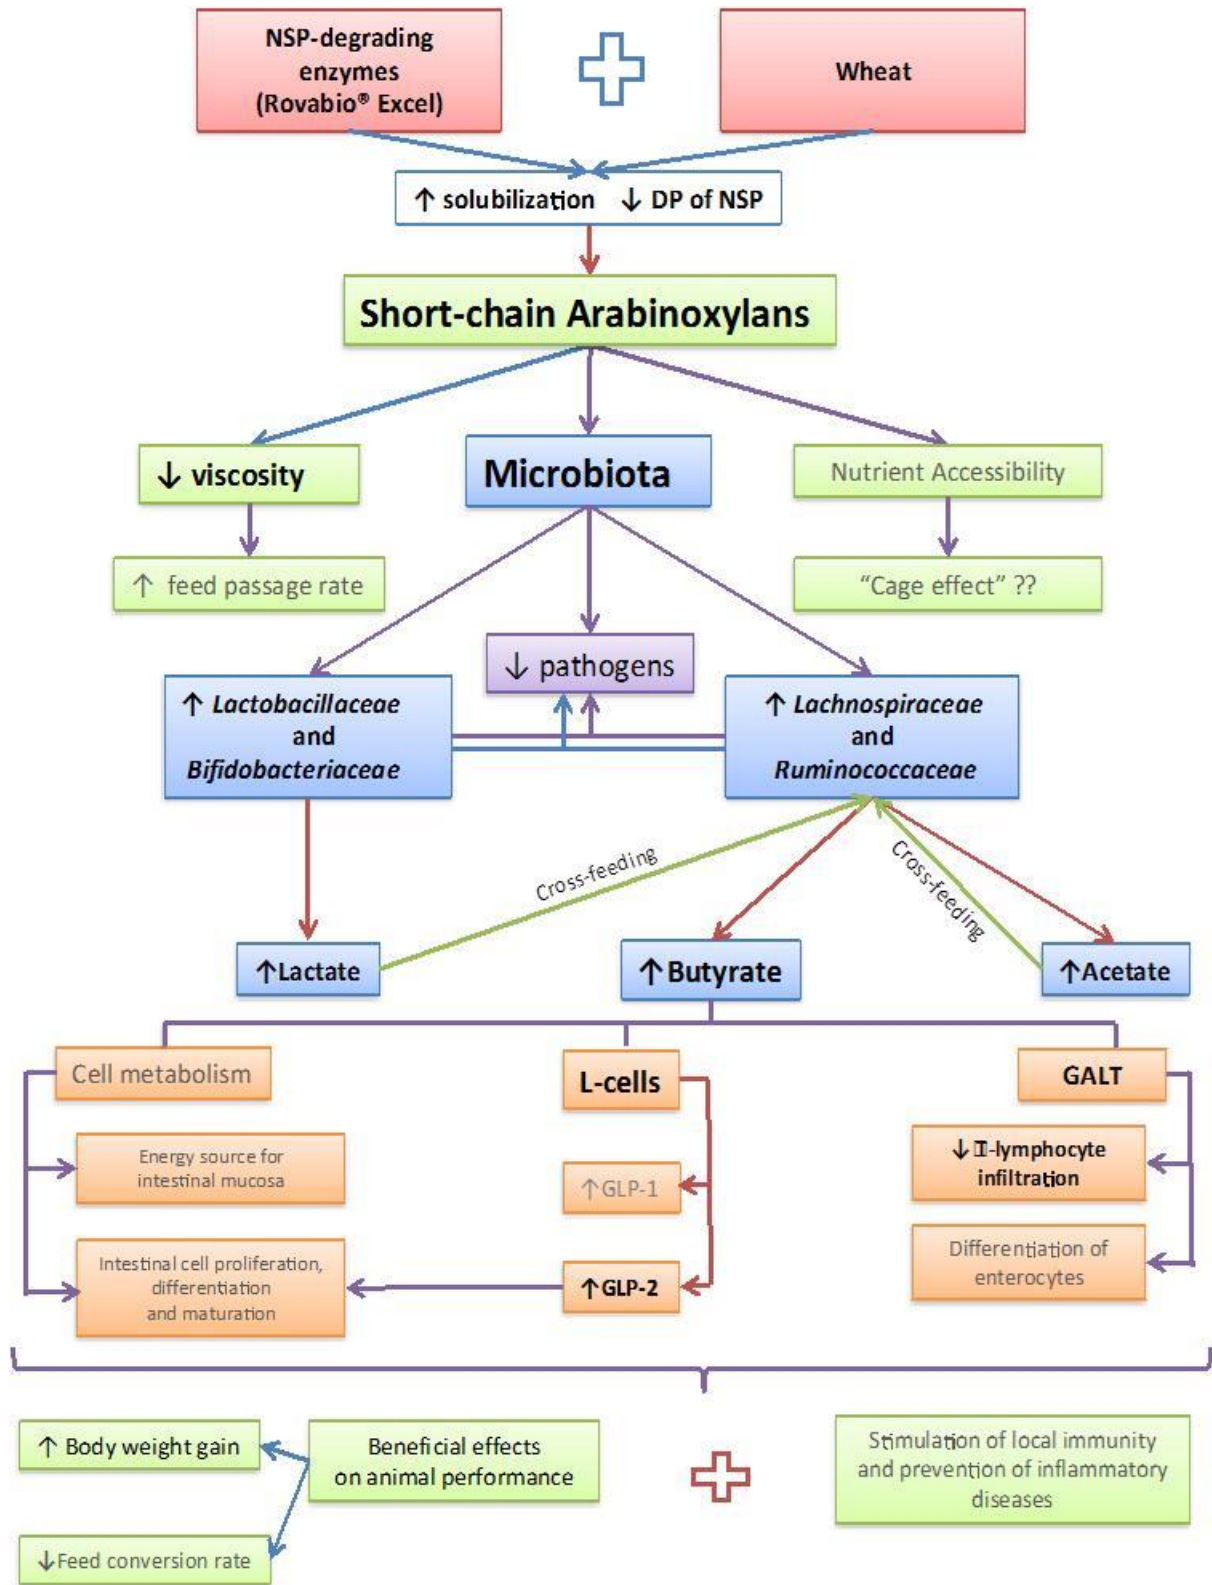 NSP-degrading
enzymes
(Rovabio® Excel)
Wheat
↑ solubilization ↓ DP of NSP
Short-chain Arabinoxylans
↓ viscosity
Microbiota
Nutrient Accessibility
↑ feed passage rate
“Cage effect” ??
↓ pathogens
↑ Lactobacillaceae
and
Bifidobacteriaceae
↑ Lachnospiraceae
and
Ruminococcaceae
Cross-feeding
Cross-feeding
↑Lactate
↑Butyrate
↑Acetate
Cell metabolism
L-cells
GALT
Energy source for
intestinal mucosa
↑GLP-1
↓ -lymphocyte
infiltration
Intestinal cell proliferation,
differentiation
and maturation
↑GLP-2
Differentiation of
enterocytes
↑ Body weight gain
Beneficial effects
on animal performance
Stimulation of local immunity
and prevention of inflammatory
diseases
↓Feed conversion rate